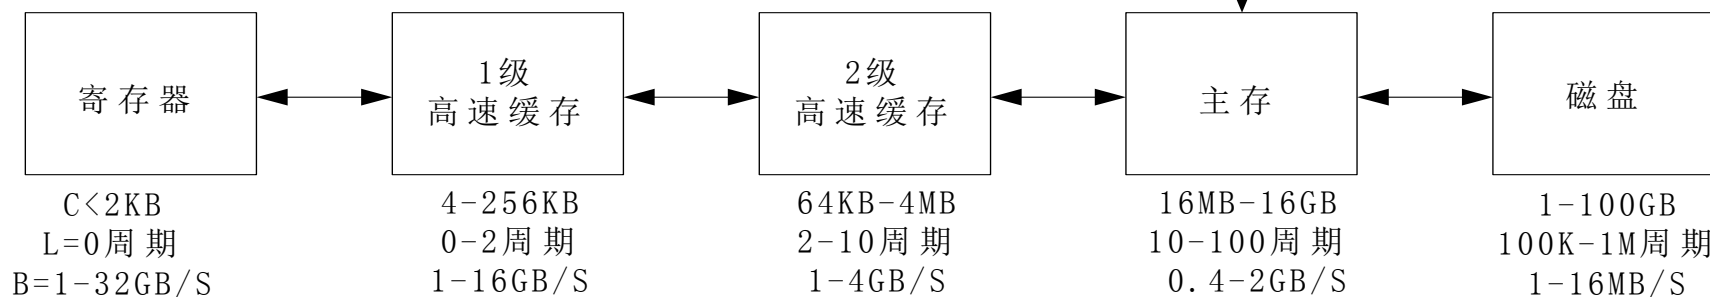 寄存器
1级
高速缓存
2级
高速缓存
主存
磁盘
C<2KB
L=0周期
B=1-32GB/S
4-256KB
0-2周期
1-16GB/S
64KB-4MB
2-10周期
1-4GB/S
16MB-16GB
10-100周期
0.4-2GB/S
1-100GB
100K-1M周期
1-16MB/S